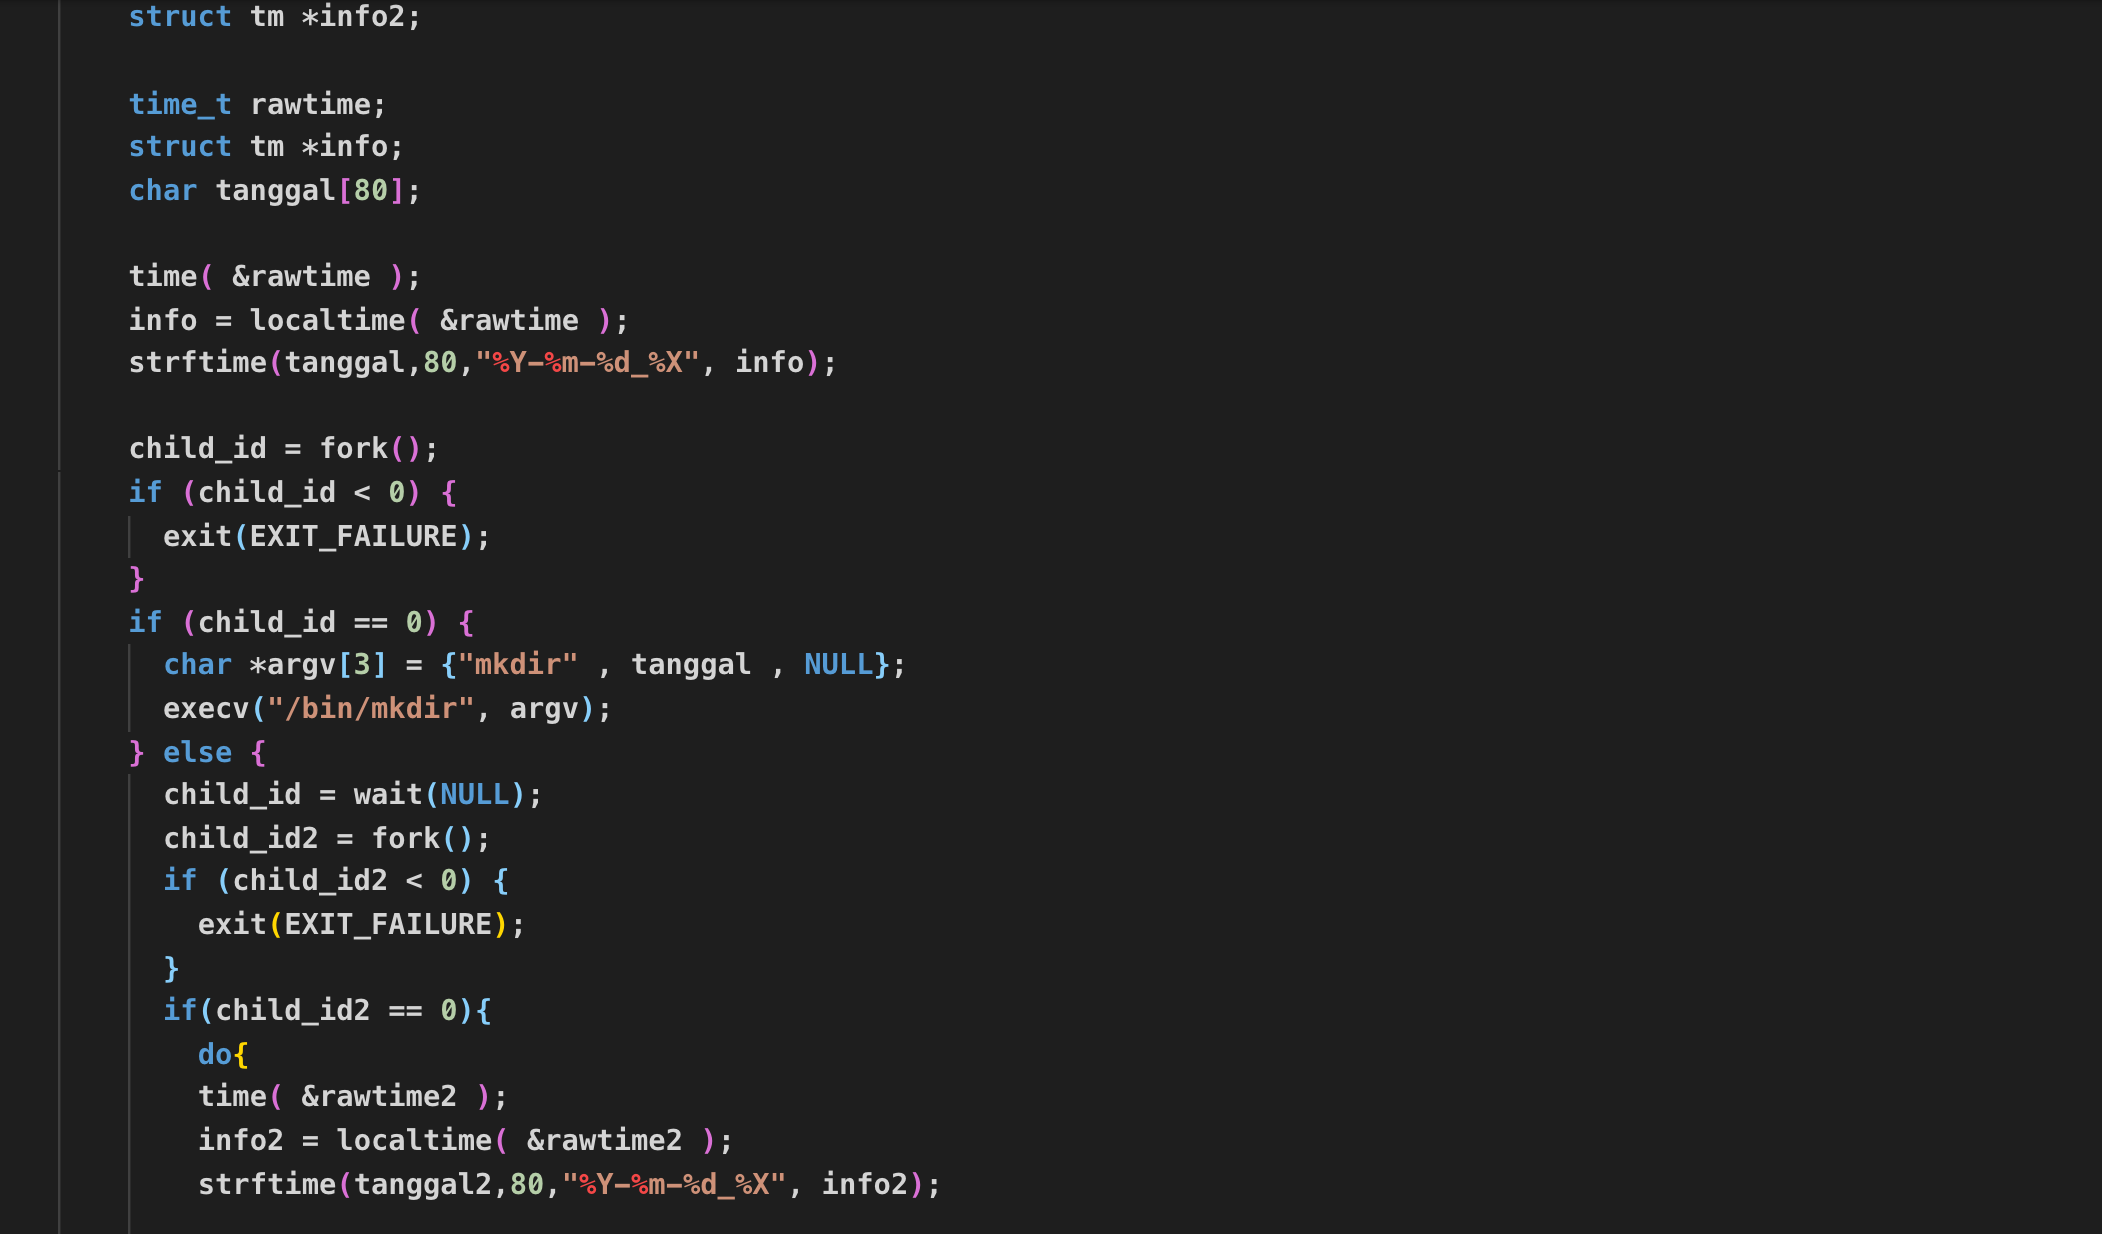 struct tm *info2;
time_t rawtime;
struct tm *info;
char tanggal[80];
time( &rawtime );
info = localtime( &rawtime );
strftime(tanggal,80,"%Y-%m-%d_%X", info);
child_id = fork();
if (child_id < 0) {
exit(EXIT_FAILURE);
}
if (child_id == 0) {
char *argv[3] = {"mkdir" , tanggal , NULL};
execv("/bin/mkdir", argv);
} else {
child_id = wait(NULL);
child_id2 = fork();
if (child_id2 < 0) {
exit(EXIT_FAILURE);
}
if(child_id2 == 0){
do{
time( &rawtime2 );
info2 = localtime( &rawtime2 );
strftime(tanggal2,80,"%Y-%m-%d_%X", info2);